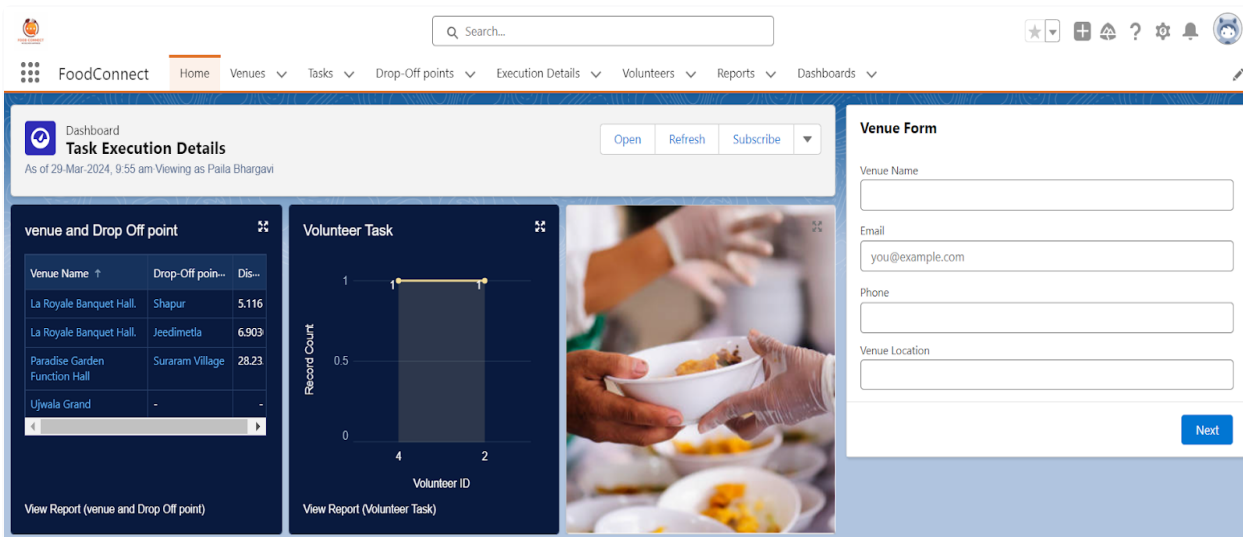 Search...
FoodConnect Home Venues Tasks Drop-Off points Execution Details Volunteers Reports Dashboards
Dashboard
Task Execution Details
As of 29-Mar-2024, 9:55 am Viewing as Paila Bhargavi
Open Refresh Subscribe
venue and Drop Off point
Venue Name ↑ Drop-Off poin... Dis...
La Royale Banquet Hall. Shapur 5.116
La Royale Banquet Hall. Jeedimetla 6.903
Paradise Garden Suraram Village 28.23
Function Hall
Ujwala Grand - -
View Report (venue and Drop Off point)
Volunteer Task
1
1 1
0.5
0
Record Count
4 2
Volunteer ID
View Report (Volunteer Task)
Venue Form
Venue Name
Email
you@example.com
Phone
Venue Location
Next